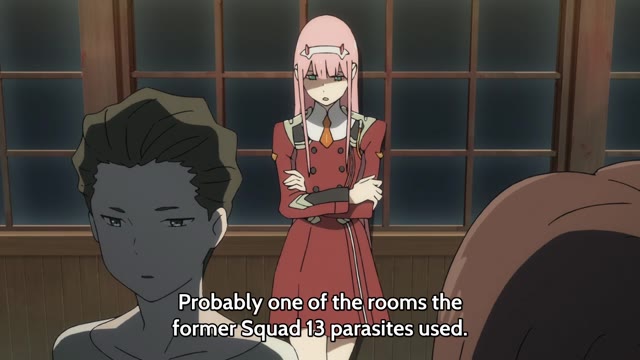 Probably one of the rooms the
former Squad 13 parasites used.